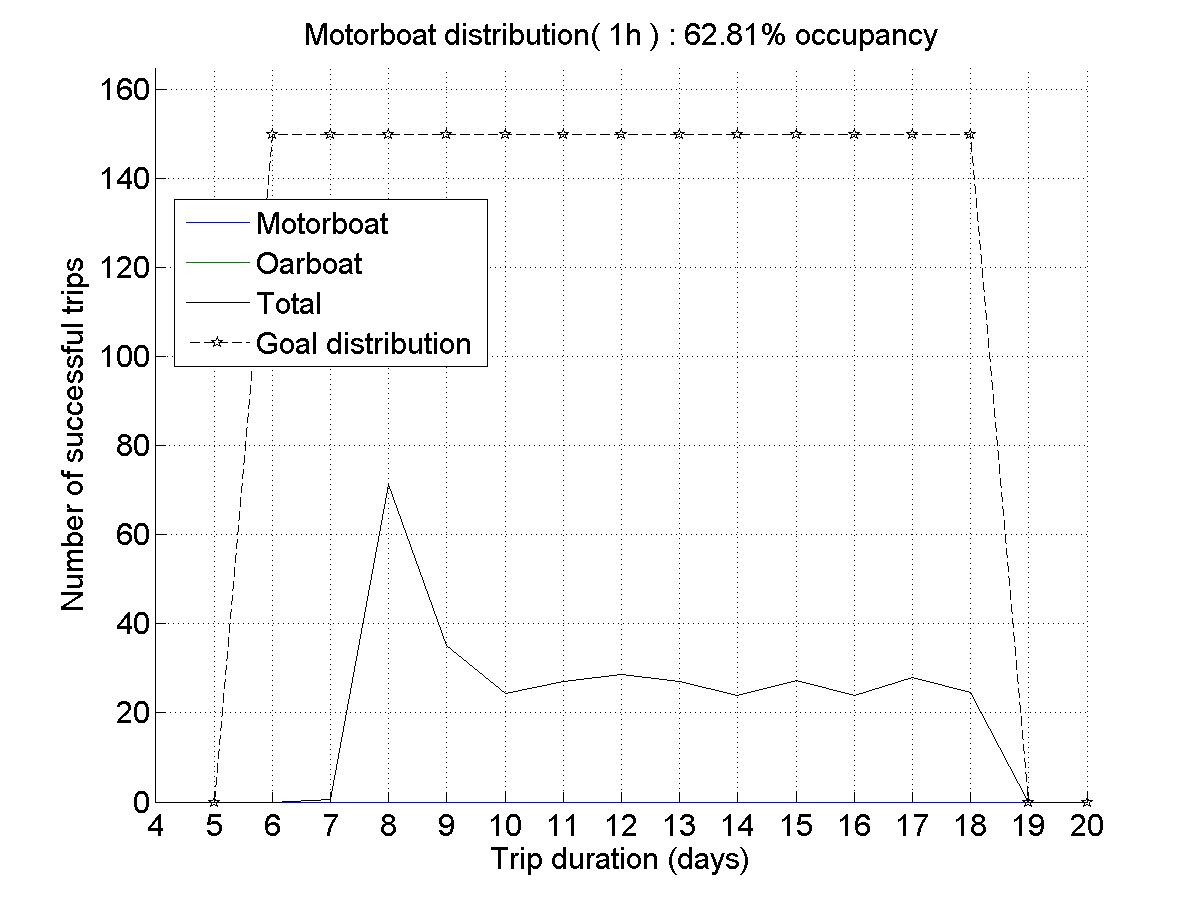 Motorboat distribution( 1h ) : 62.81% occupancy
160
140
120
100
80
60
40
20
0
Number of successful trips
Motorboat
Oarboat
Total
Goal distribution
4 5 6 7 8 9 10 11 12 13 14 15 16 17 18 19 20
Trip duration (days)